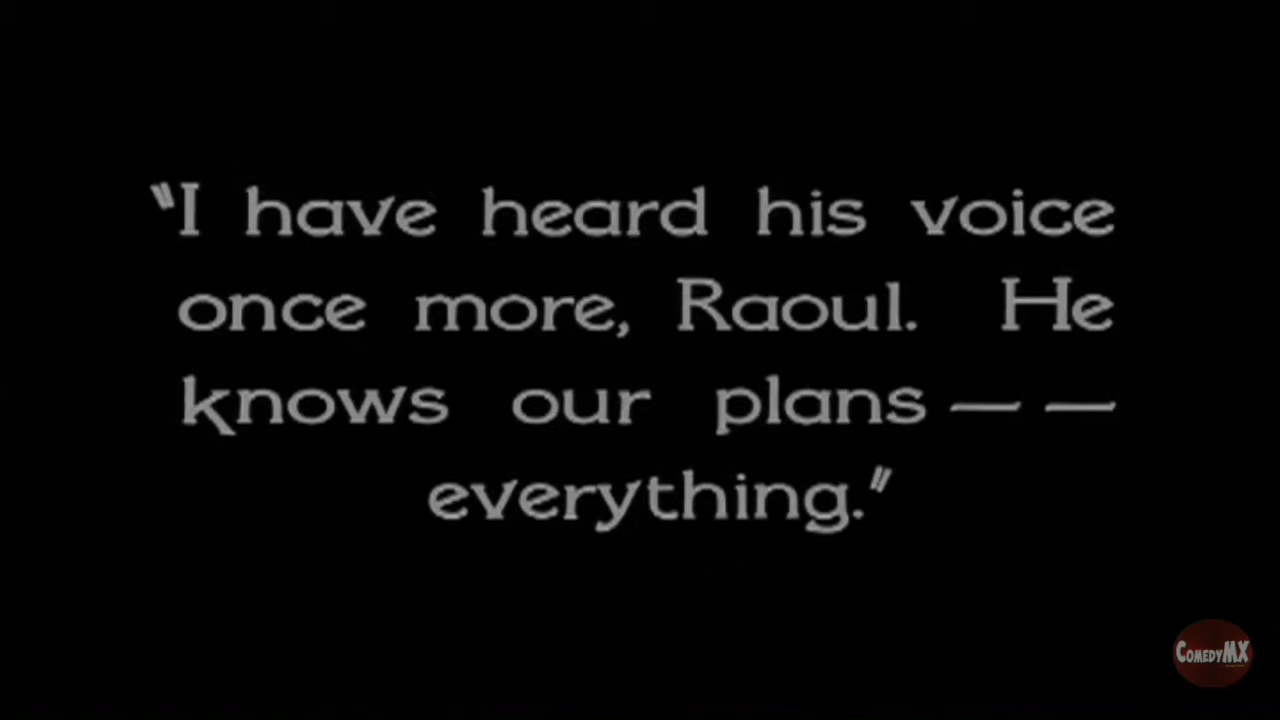 "I have heard his voice
once more, Raoul. He
knows our plans — —
everything."
COMEDYMX